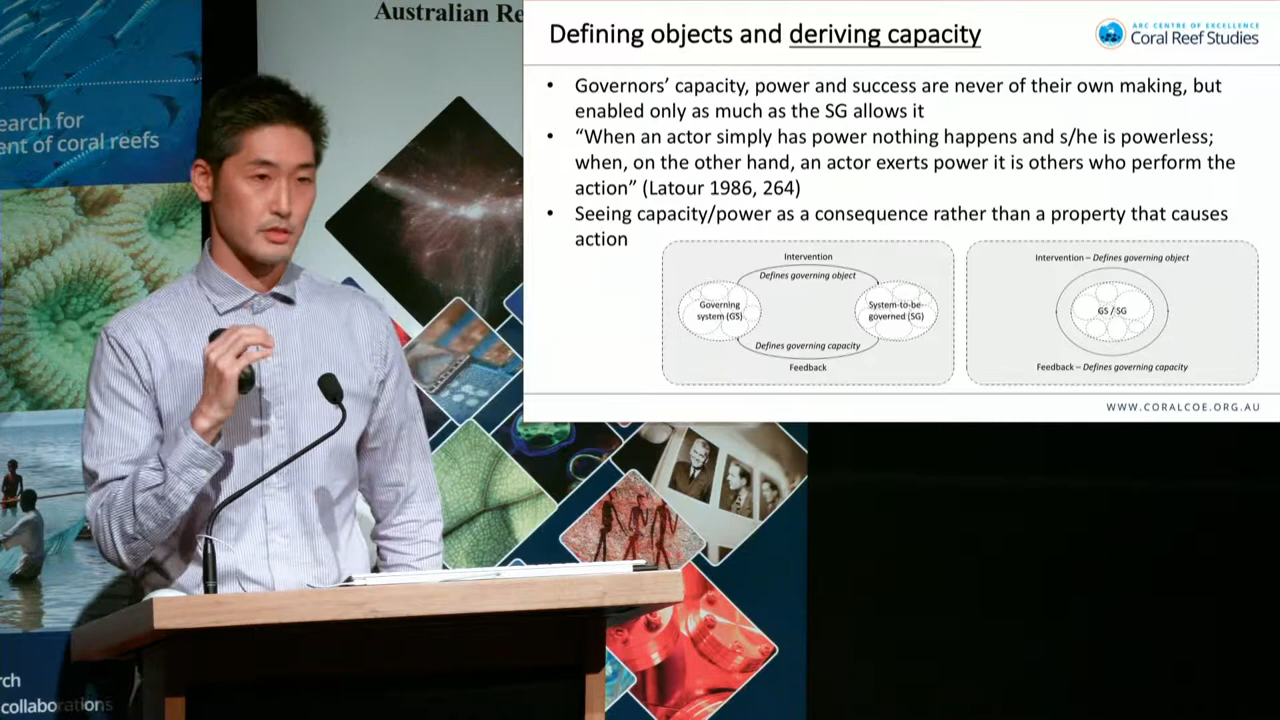 Australian Re
earch for
ent of coral reefs
rch
collaborations
Defining objects and deriving capacity
ARC CENTRE OF EXCELLENCE
Coral Reef Studies
• Governors’ capacity, power and success are never of their own making, but
enabled only as much as the SG allows it
• “When an actor simply has power nothing happens and s/he is powerless;
when, on the other hand, an actor exerts power it is others who perform the
action” (Latour 1986, 264)
• Seeing capacity/power as a consequence rather than a property that causes
action
Intervention
Defines governing object
Governing
system (GS)
System-to-be-
governed (SG)
Defines governing capacity
Feedback
Intervention – Defines governing object
GS / SG
Feedback – Defines governing capacity
WWW.CORALCOE.ORG.AU